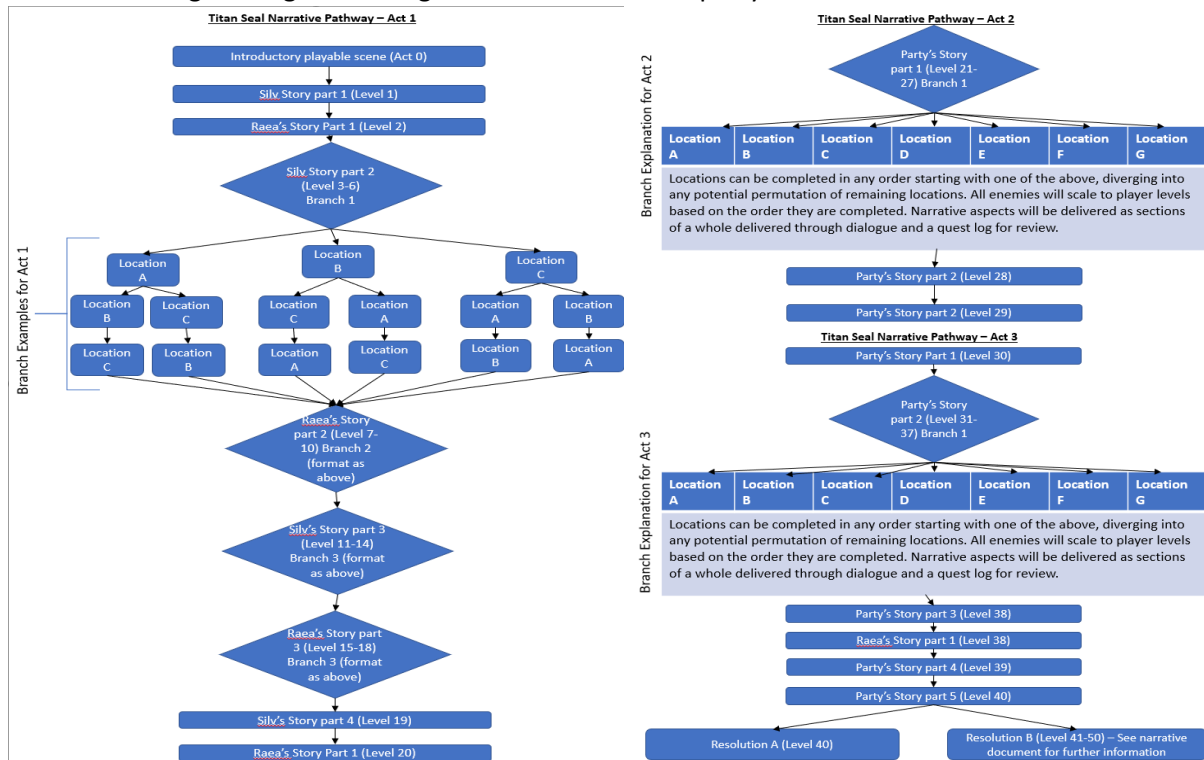 Titan Seal Narrative Pathway – Act 1
Introductory playable scene (Act 0)
Silv Story part 1 (Level 1)
Raea's Story Part 1 (Level 2)
Silv Story part 2
(Level 3-6)
Branch 1
Branch Examples for Act 1
Location
A
Location
B
Location
C
Location
B
Location
C
Location
C
Location
A
Location
A
Location
B
Location
C
Location
B
Location
A
Location
C
Location
B
Location
A
Raea's Story
part 2 (Level 7-
10) Branch 2
(format as
above)
Silv's Story part 3
(Level 11-14)
Branch 3 (format
as above)
Raea's Story part
3 (Level 15-18)
Branch 3 (format
as above)
Silv's Story part 4 (Level 19)
Raea's Story Part 1 (Level 20)
Titan Seal Narrative Pathway – Act 2
Party's Story
part 1 (Level 21-
27) Branch 1
Branch Explanation for Act 2
Location
A
Location
B
Location
C
Location
D
Location
E
Location
F
Location
G
Locations can be completed in any order starting with one of the above, diverging into
any potential permutation of remaining locations. All enemies will scale to player levels
based on the order they are completed. Narrative aspects will be delivered as sections
of a whole delivered through dialogue and a quest log for review.
Party's Story part 2 (Level 28)
Party's Story part 2 (Level 29)
Titan Seal Narrative Pathway – Act 3
Party's Story Part 1 (Level 30)
Party's Story
part 2 (Level 31-
37) Branch 1
Branch Explanation for Act 3
Location
A
Location
B
Location
C
Location
D
Location
E
Location
F
Location
G
Locations can be completed in any order starting with one of the above, diverging into
any potential permutation of remaining locations. All enemies will scale to player levels
based on the order they are completed. Narrative aspects will be delivered as sections
of a whole delivered through dialogue and a quest log for review.
Party's Story part 3 (Level 38)
Raea's Story part 1 (Level 38)
Party's Story part 4 (Level 39)
Party's Story part 5 (Level 40)
Resolution A (Level 40)
Resolution B (Level 41-50) – See
narrative document for further information